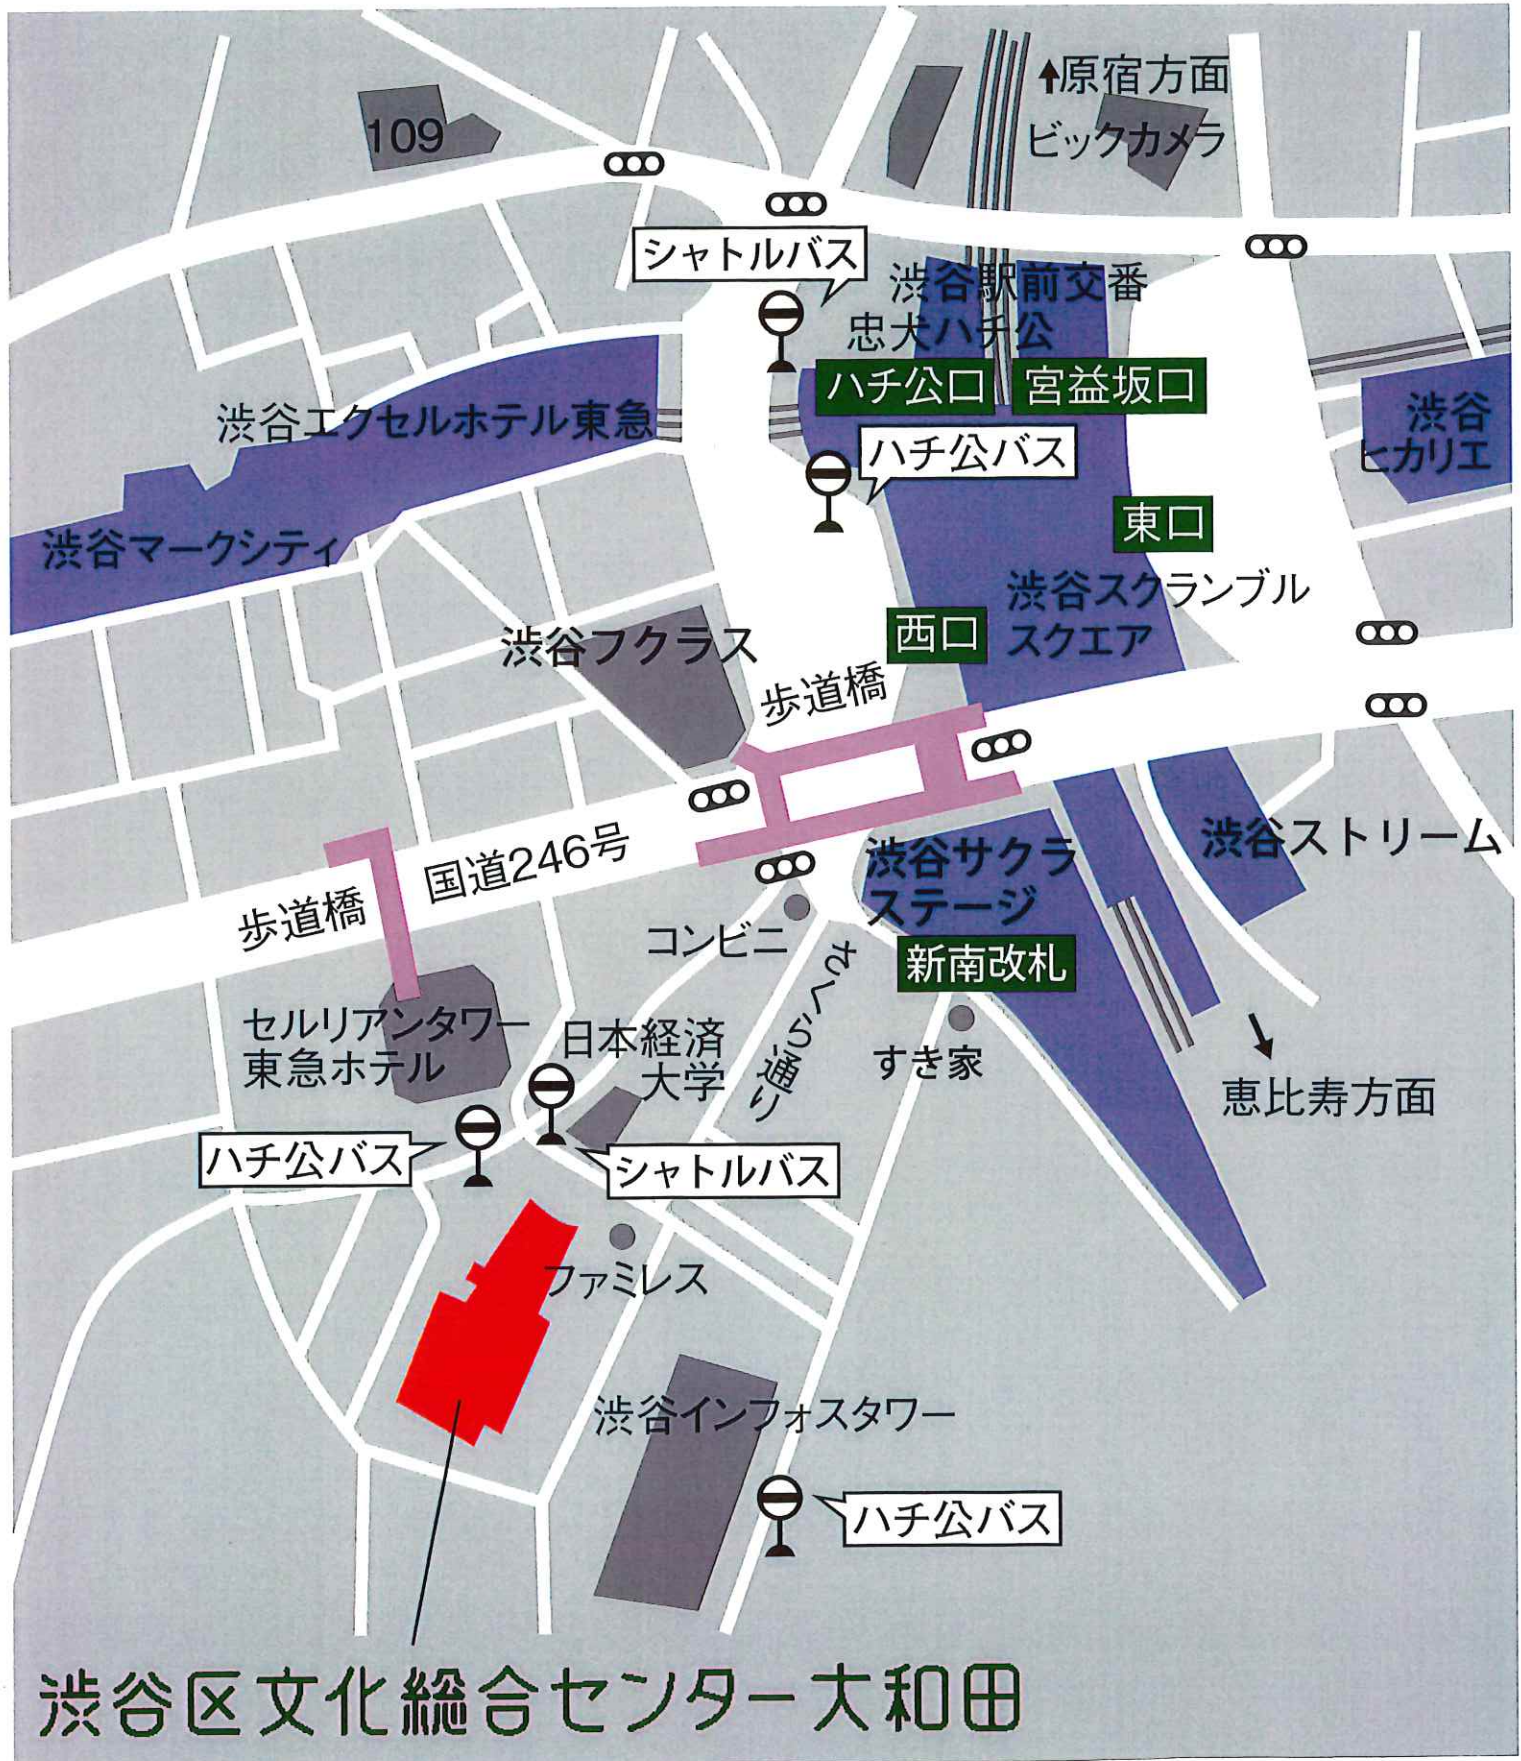 ↑原宿方面
109
ビックカメラ
シャトルバス
渋谷駅前交番
忠犬ハチ公
ハチ公口
宮益坂口
渋谷エクセルホテル東急
渋谷
ヒカリエ
ハチ公バス
東口
渋谷マークシティ
渋谷スクランブル
スクエア
西口
渋谷フクラス
歩道橋
国道246号
渋谷ストリーム
渋谷サクラ
ステージ
歩道橋
コンビニ
さくら通り
新南改札
セルリアンタワー
東急ホテル
日本経済
大学
すき家
恵比寿方面
ハチ公バス
シャトルバス
ファミレス
渋谷インフォスタワー
ハチ公バス
渋谷区文化総合センター大和田